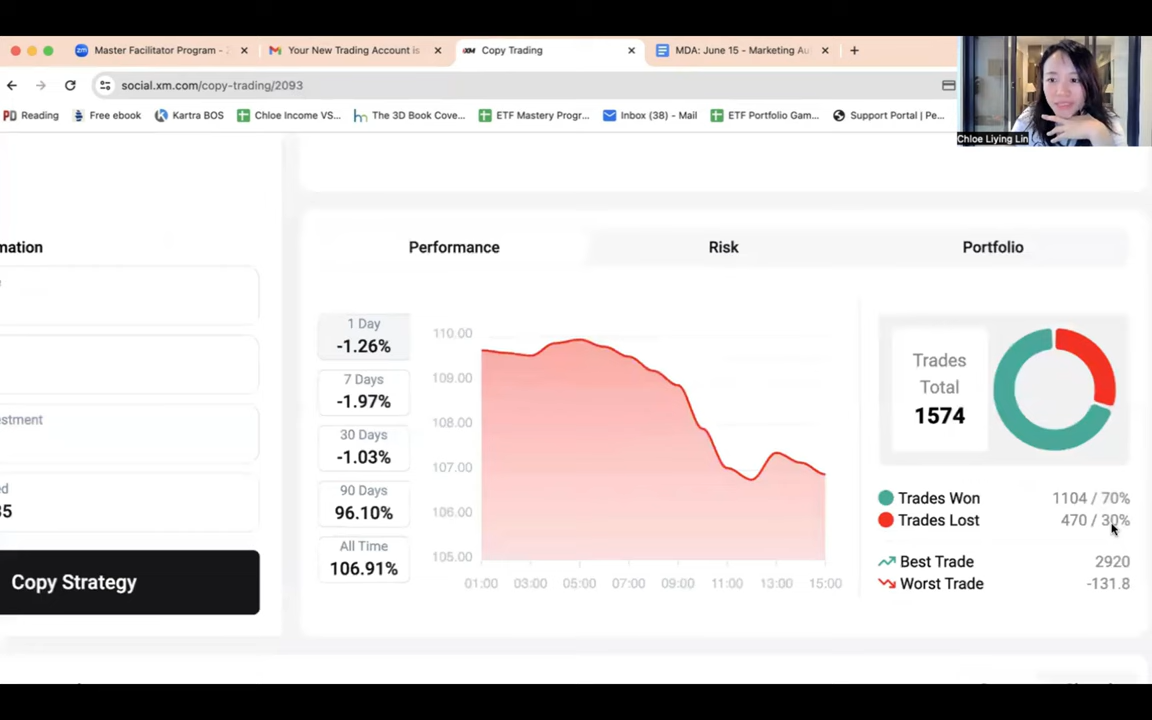 Master Facilitator Program -
Your New Trading Account is
XM Copy Trading
MDA: June 15 - Marketing Au
social.xm.com/copy-trading/2093
Reading
Free ebook
Kartra BOS
Chloe Income VS...
The 3D Book Cove...
ETF Mastery Progr...
Inbox (38) - Mail
ETF Portfolio Gam...
Support Portal | Pe...
Chloe Liying Lin
mation
Performance
Risk
Portfolio
1 Day
-1.26%
7 Days
-1.97%
30 Days
-1.03%
90 Days
96.10%
All Time
106.91%
110.00
109.00
108.00
107.00
106.00
105.00
01:00 03:00 05:00 07:00 09:00 11:00 13:00 15:00
Trades
Total
1574
Trades Won 1104 / 70%
Trades Lost 470 / 30%
Best Trade 2920
Worst Trade -131.8
estment
ed
35
Copy Strategy